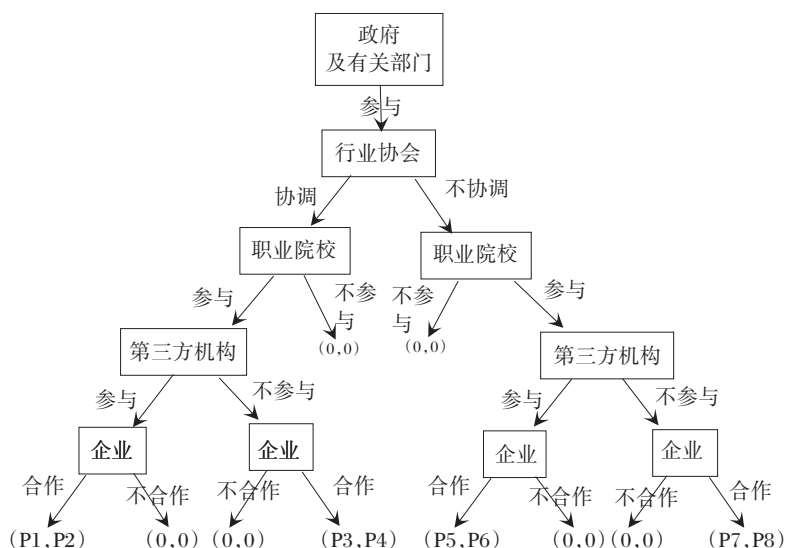 政府
及有关部门
参与
行业协会
协调
不协调
职业院校
职业院校
参与
不参
与
不参
与
参与
(0,0)
(0,0)
第三方机构
第三方机构
参与
不参与
参与
不参与
企业
企业
企业
企业
合作
不合作
不合作
合作
合作
不合作
不合作
合作
(P1,P2)
(0,0)
(0,0)
(P3,P4)
(P5,P6)
(0,0)
(0,0)
(P7,P8)